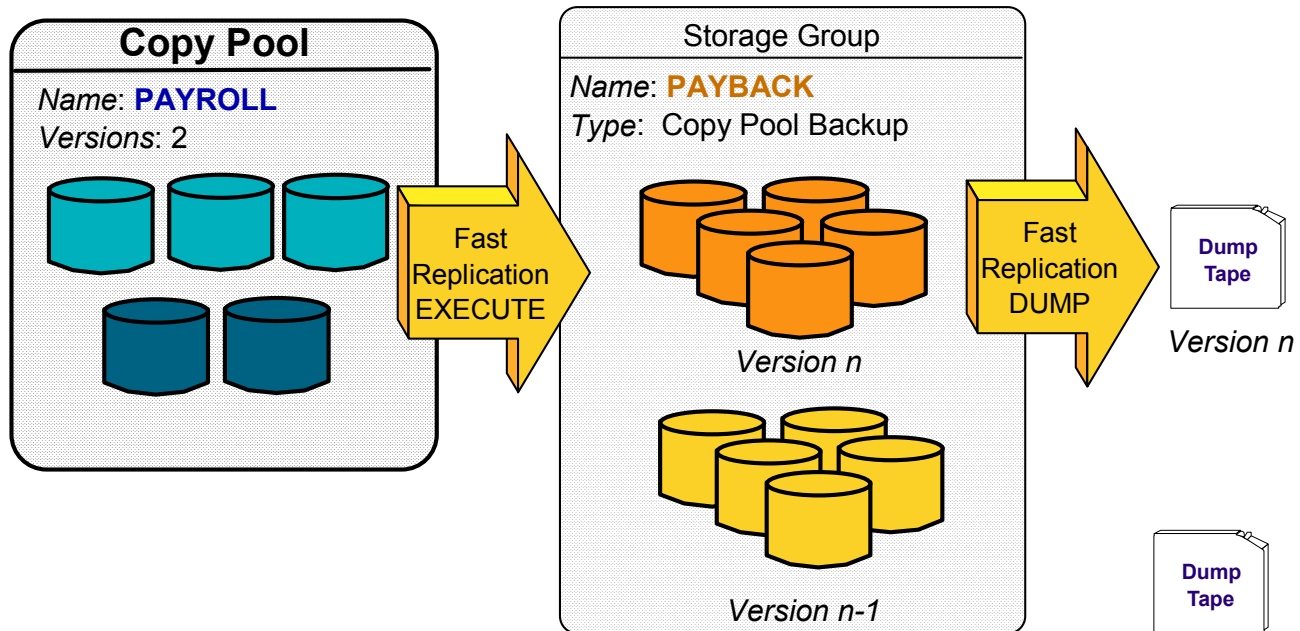 Copy Pool
Name: PAYROLL
Versions: 2
Fast
Replication
EXECUTE
Storage Group
Name: PAYBACK
Type: Copy Pool Backup
Version n
Version n-1
Fast
Replication
DUMP
Dump
Tape
Version n
Dump
Tape